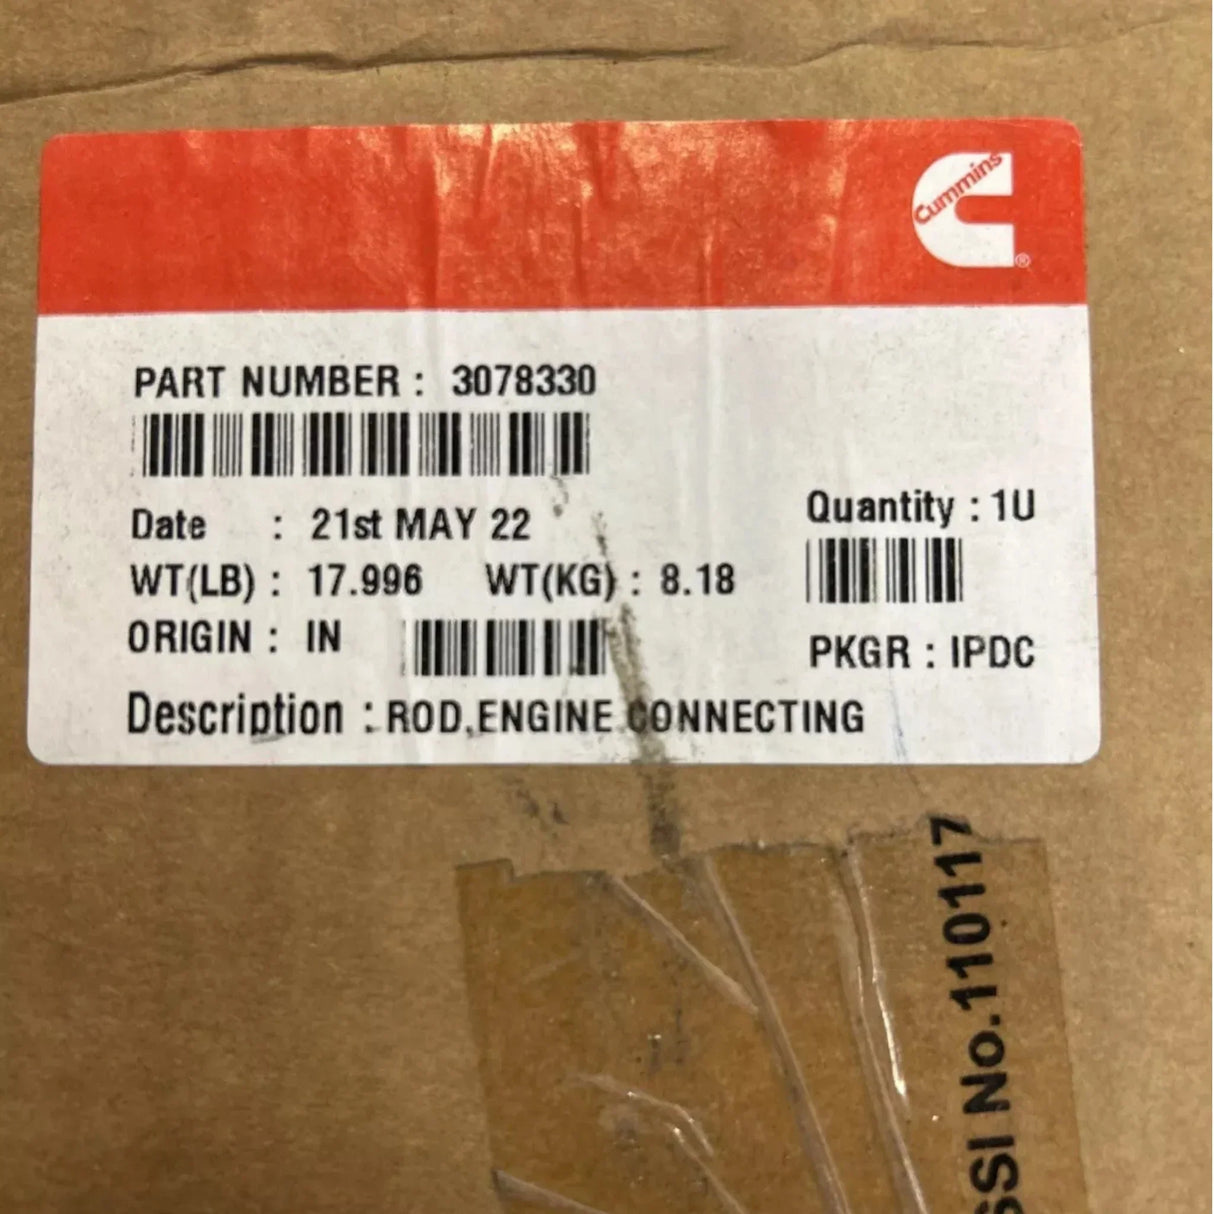 Cummins
®
PART NUMBER : 3078330
Date : 21st MAY 22
Quantity : 1U
WT(LB) : 17.996 WT(KG) : 8.18
ORIGIN : IN
PKGR : IPDC
Description : ROD,ENGINE CONNECTING
SSI No.110117